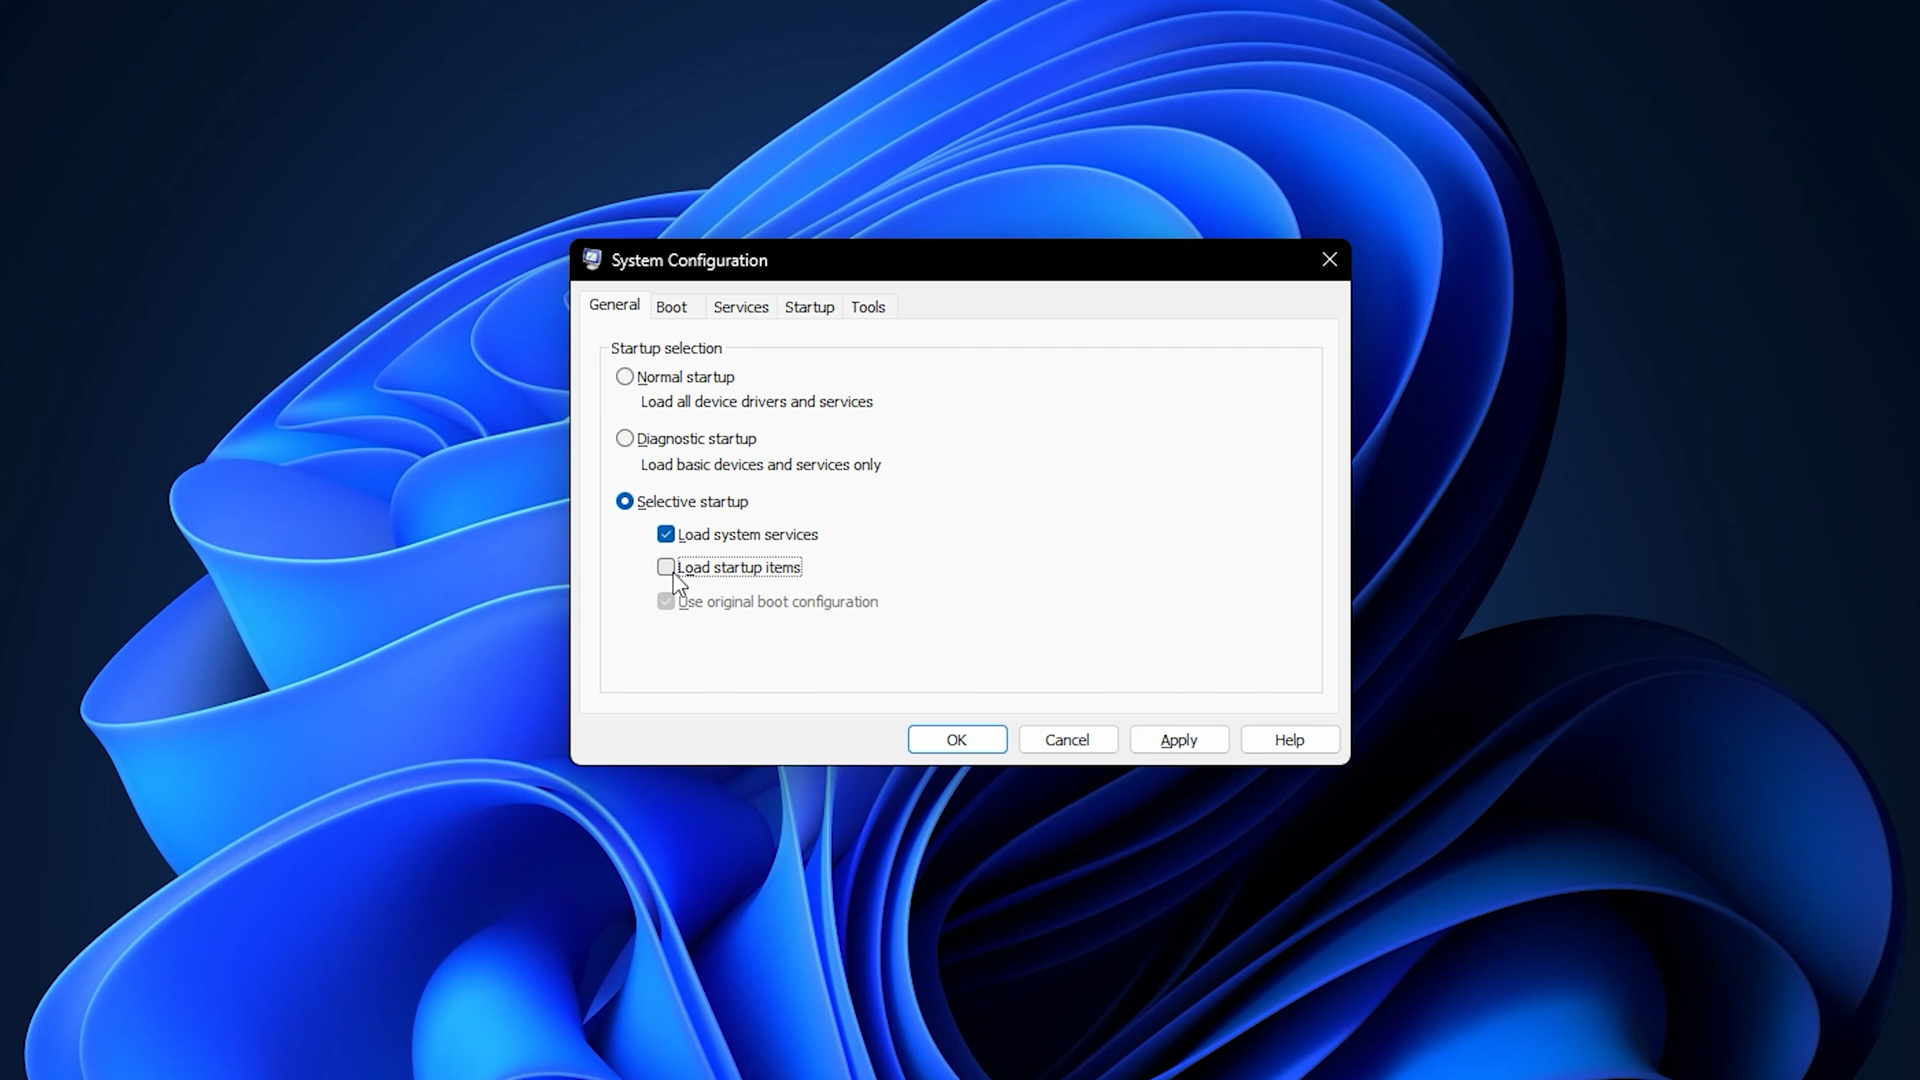 System Configuration
General Boot Services Startup Tools
Startup selection
Normal startup
Load all device drivers and services
Diagnostic startup
Load basic devices and services only
Selective startup
Load system services
Load startup items
Use original boot configuration
OK Cancel Apply Help